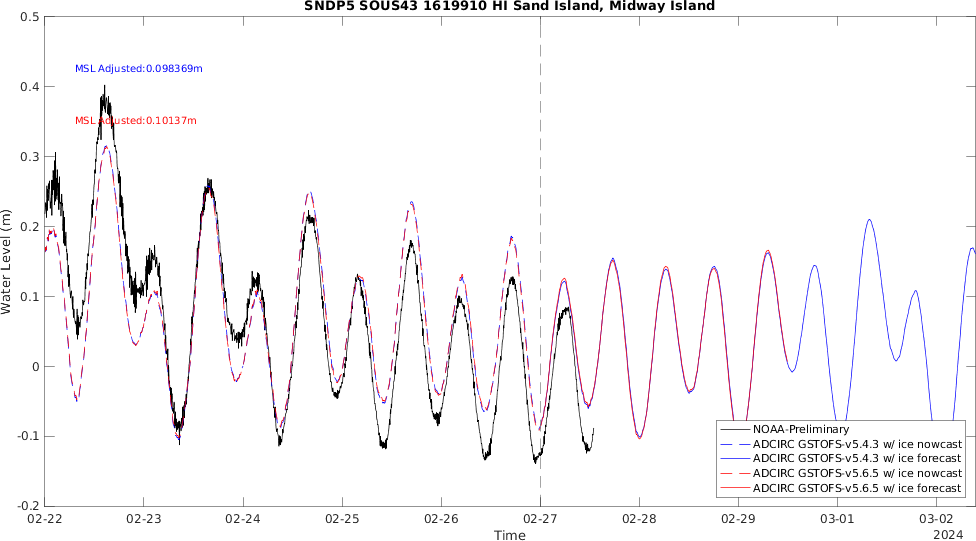 SNDP5 SOUS43 1619910 HI Sand Island, Midway Island
0.5
MSL Adjusted:0.098369m
0.4
MSL Adjusted:0.10137m
0.3
0.2
Water Level (m)
0.1
0
-0.1
-0.2
NOAA-Preliminary
ADCIRC GSTOFS-v5.4.3 w/ ice nowcast
ADCIRC GSTOFS-v5.4.3 w/ ice forecast
ADCIRC GSTOFS-v5.6.5 w/ ice nowcast
ADCIRC GSTOFS-v5.6.5 w/ ice forecast
02-22 02-23 02-24 02-25 02-26 02-27 02-28 02-29 03-01 03-02
Time
2024